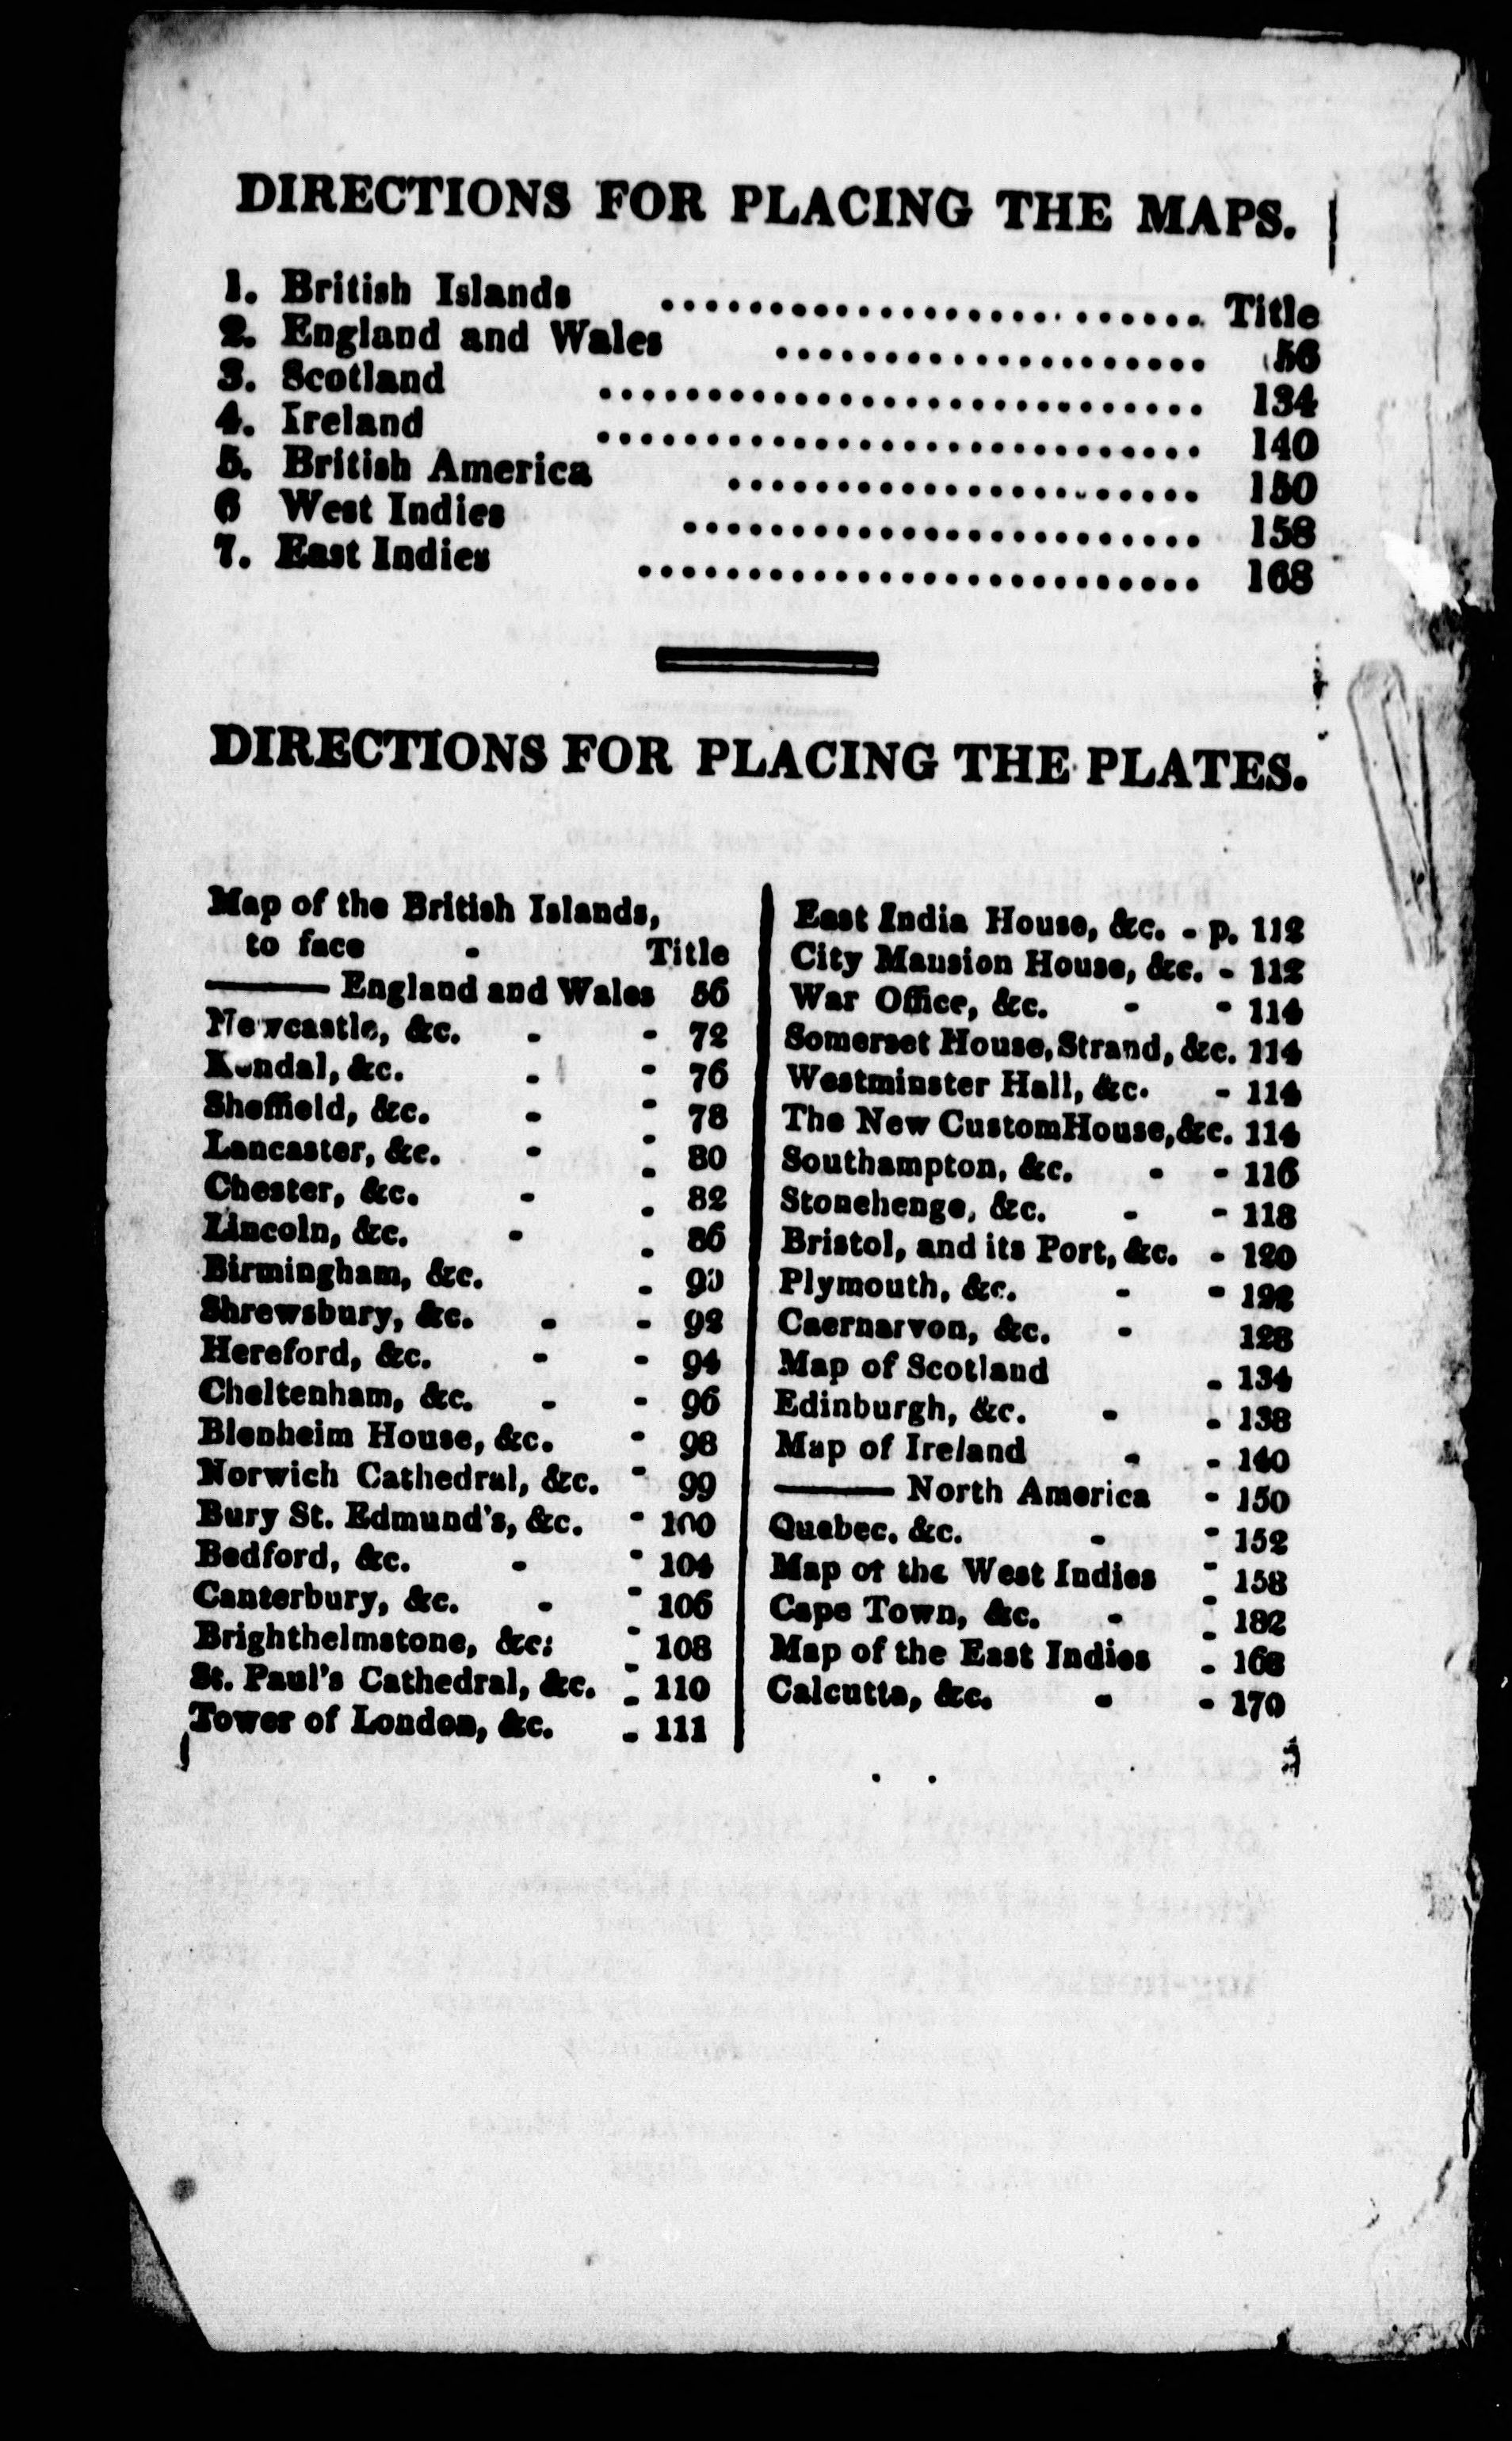 DIRECTIONS FOR PLACING THE MAPS.
1. British Islands ........................ Title
2. England and Wales .................... 56
3. Scotland ............................ 134
4. Ireland ............................ 140
5. British America ...................... 150
6 West Indies ........................ 158
7. East Indies .......................... 168
DIRECTIONS FOR PLACING THE PLATES.
Map of the British Islands,
to face - Title
——— England and Wales 56
Newcastle, &c. - - 72
Kendal, &c. - - 76
Sheffield, &c. - - 78
Lancaster, &c. - - 80
Chester, &c. - - 82
Lincoln, &c. - - 86
Birmingham, &c. - 90
Shrewsbury, &c. - - 92
Hereford, &c. - - 94
Cheltenham, &c. - - 96
Blenheim House, &c. - 98
Norwich Cathedral, &c. - 99
Bury St. Edmund's, &c. - 100
Bedford, &c. - - 104
Canterbury, &c. - - 106
Brighthelmstone, &c: - 108
St. Paul's Cathedral, &c. - 110
Tower of London, &c. - 111
East India House, &c. - p. 112
City Mansion House, &c. - 112
War Office, &c. - - 114
Somerset House, Strand, &c. 114
Westminster Hall, &c. - 114
The New Custom House, &c. 114
Southampton, &c. - - 116
Stonehenge, &c. - - 118
Bristol, and its Port, &c. - 120
Plymouth, &c. - - 122
Caernarvon, &c. - 128
Map of Scotland - 134
Edinburgh, &c. - - 138
Map of Ireland - - 140
——— North America - 150
Quebec, &c. - - 152
Map of the West Indies - 158
Cape Town, &c. - - 182
Map of the East Indies - 168
Calcutta, &c. - - 170